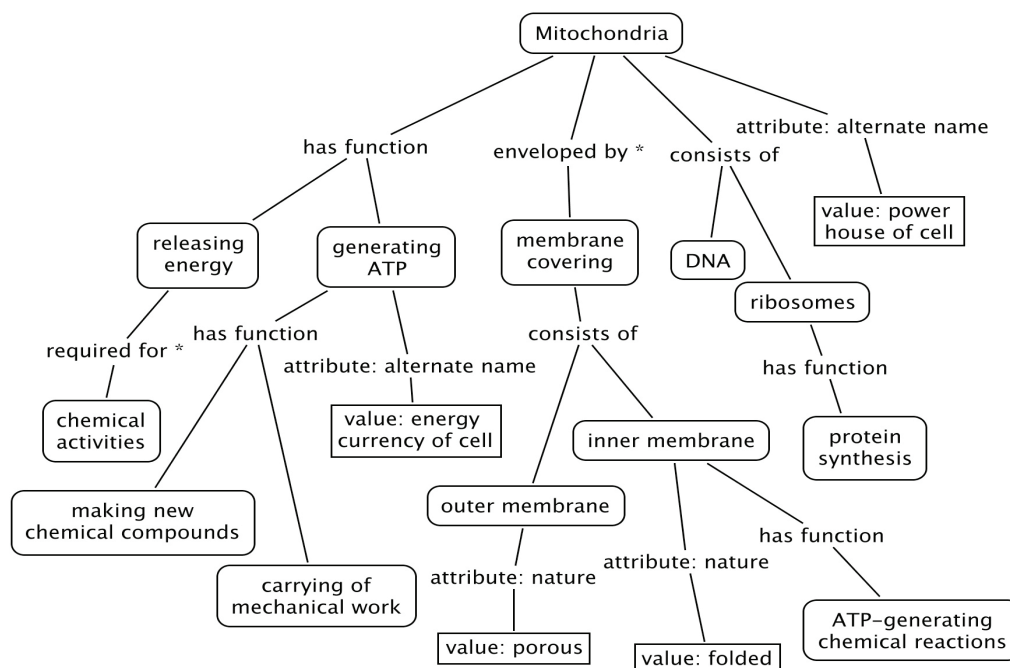 Mitochondria
attribute: alternate name
has function
enveloped by *
consists of
value: power
house of cell
releasing
energy
generating
ATP
membrane
covering
DNA
ribosomes
has function
consists of
required for *
attribute: alternate name
has function
chemical
activities
value: energy
currency of cell
inner membrane
protein
synthesis
making new
chemical compounds
outer membrane
has function
attribute: nature
attribute: nature
carrying of
mechanical work
ATP-generating
chemical reactions
value: porous
value: folded